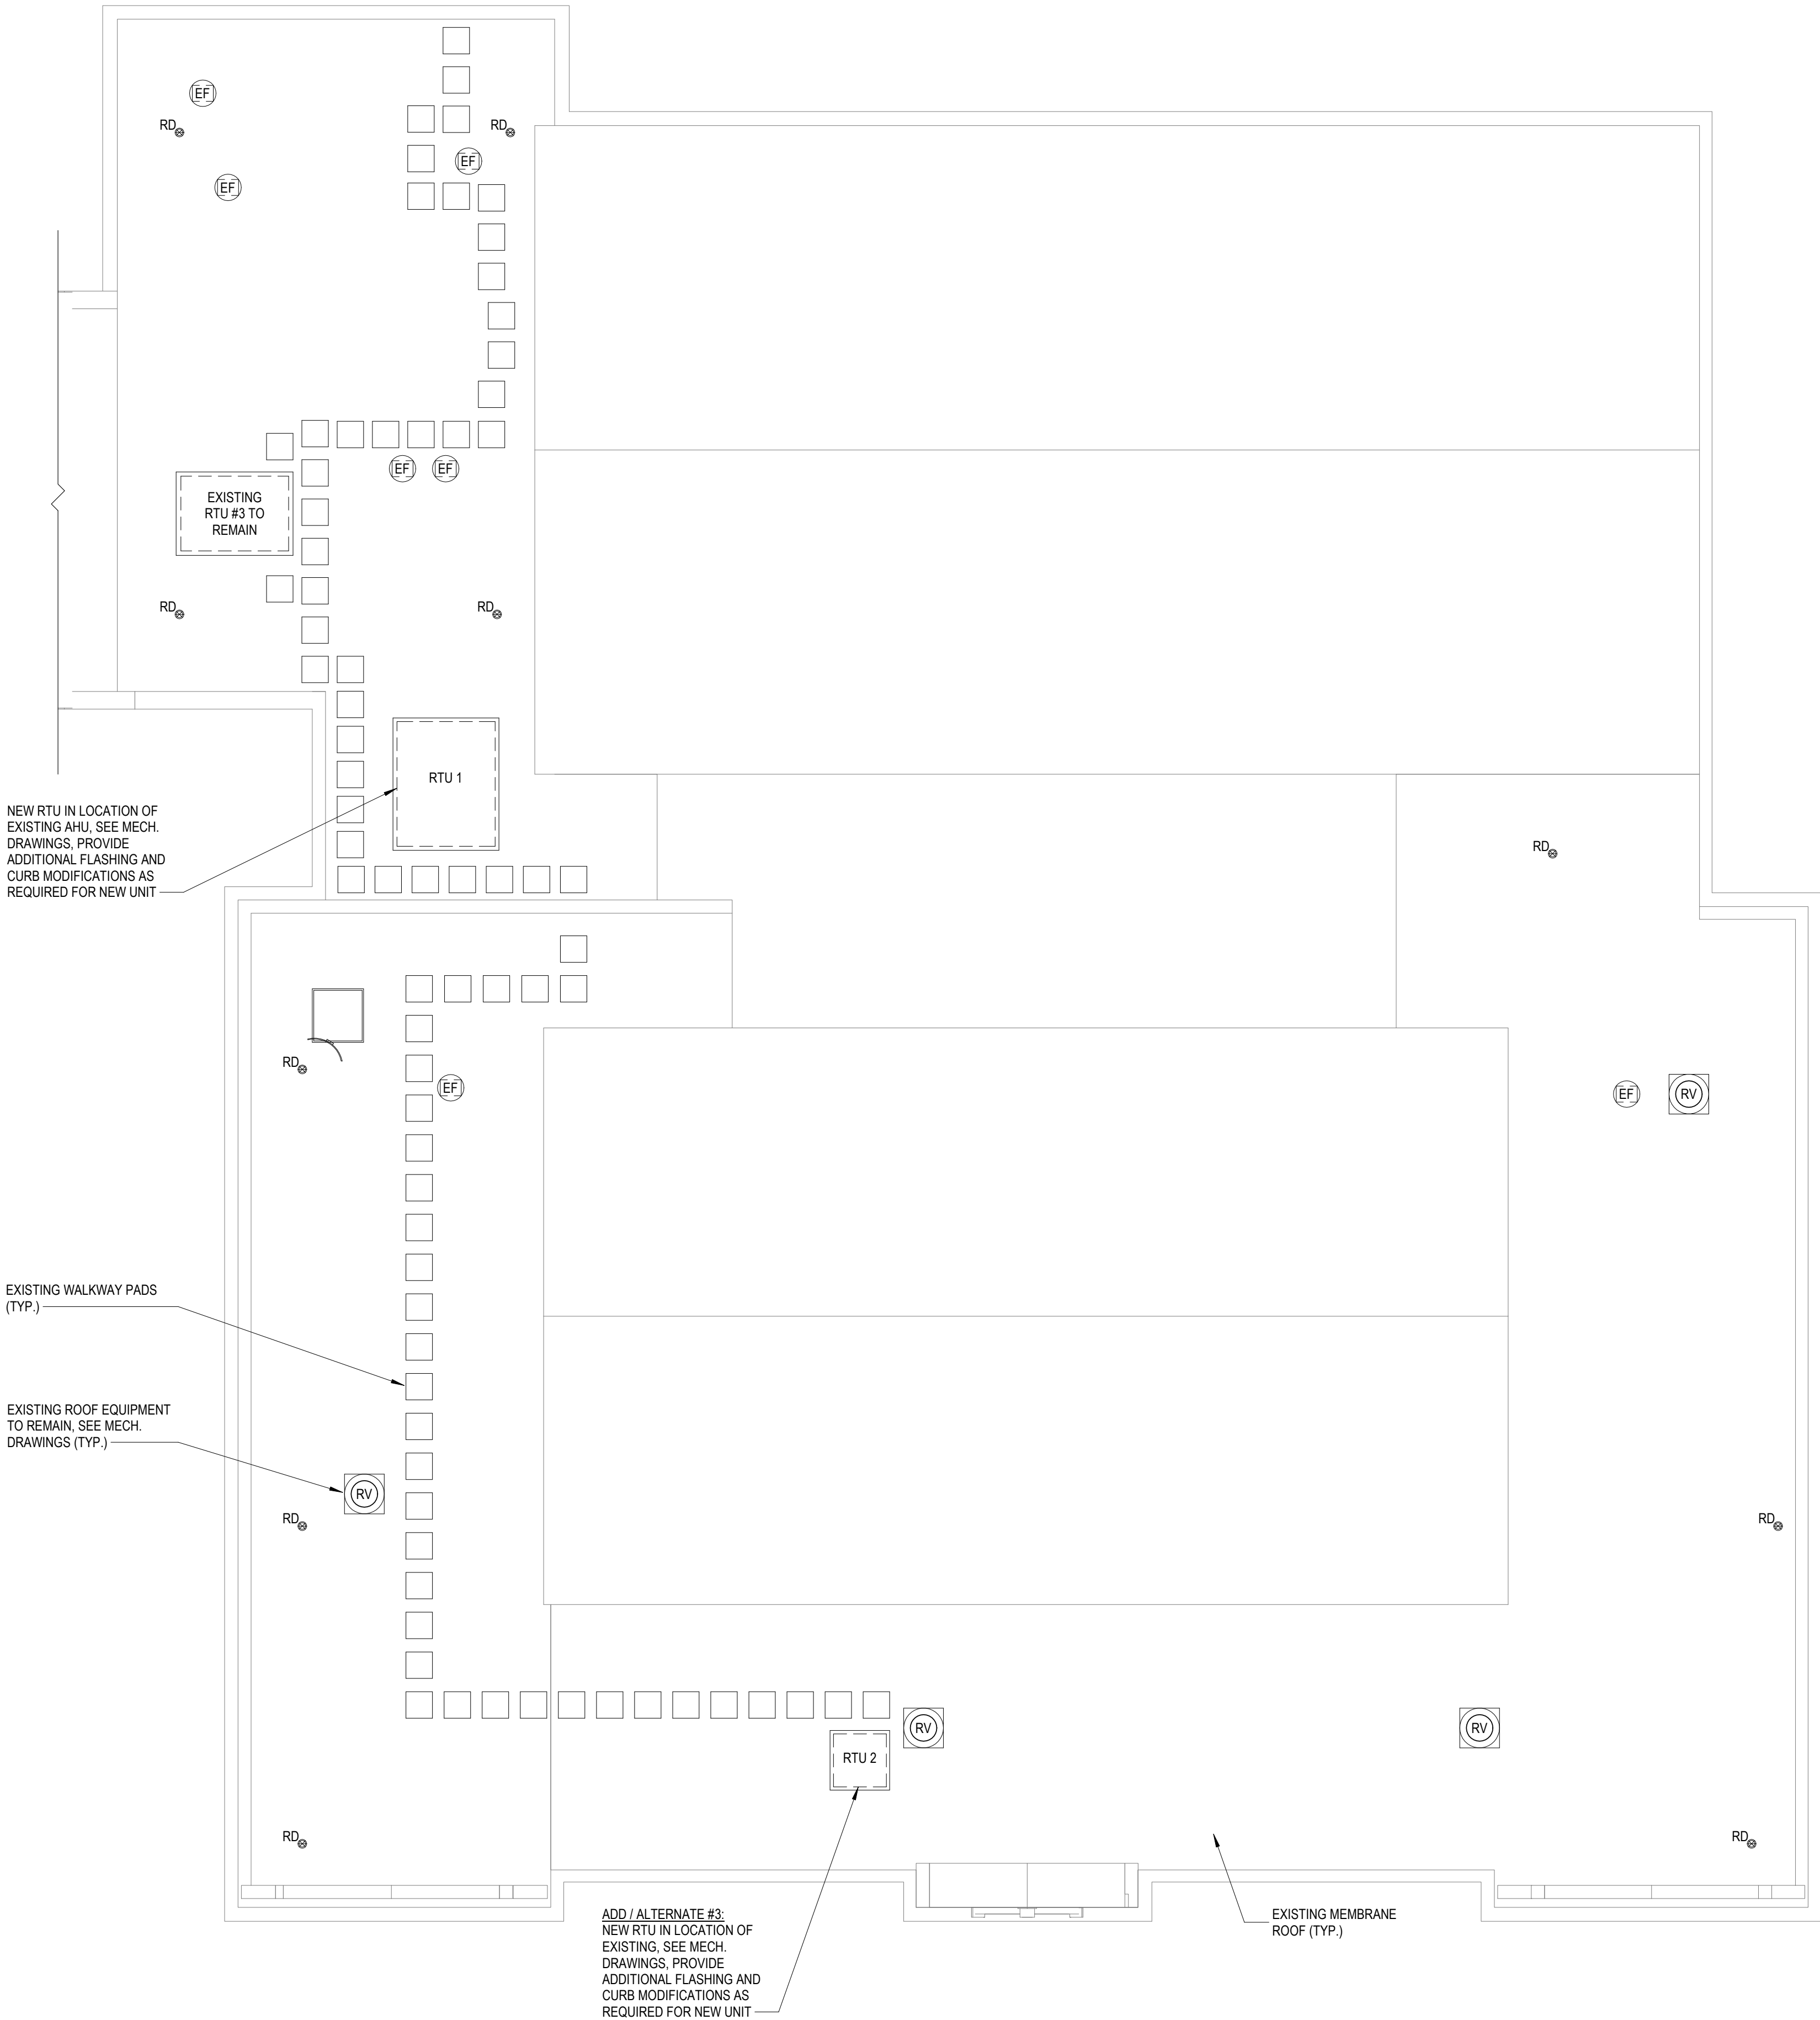 EF
RD
RD
EF
EF
EF
EF
EXISTING
RTU #3 TO
REMAIN
RD
RD
RTU 1
NEW RTU IN LOCATION OF
EXISTING AHU, SEE MECH.
DRAWINGS, PROVIDE
ADDITIONAL FLASHING AND
CURB MODIFICATIONS AS
REQUIRED FOR NEW UNIT
RD
RD
EF
EF
RV
EXISTING WALKWAY PADS
(TYP.)
EXISTING ROOF EQUIPMENT
TO REMAIN, SEE MECH.
DRAWINGS (TYP.)
RV
RD
RD
RV
RV
RTU 2
RD
RD
ADD / ALTERNATE #3:
NEW RTU IN LOCATION OF
EXISTING, SEE MECH.
DRAWINGS, PROVIDE
ADDITIONAL FLASHING AND
CURB MODIFICATIONS AS
REQUIRED FOR NEW UNIT
EXISTING MEMBRANE
ROOF (TYP.)